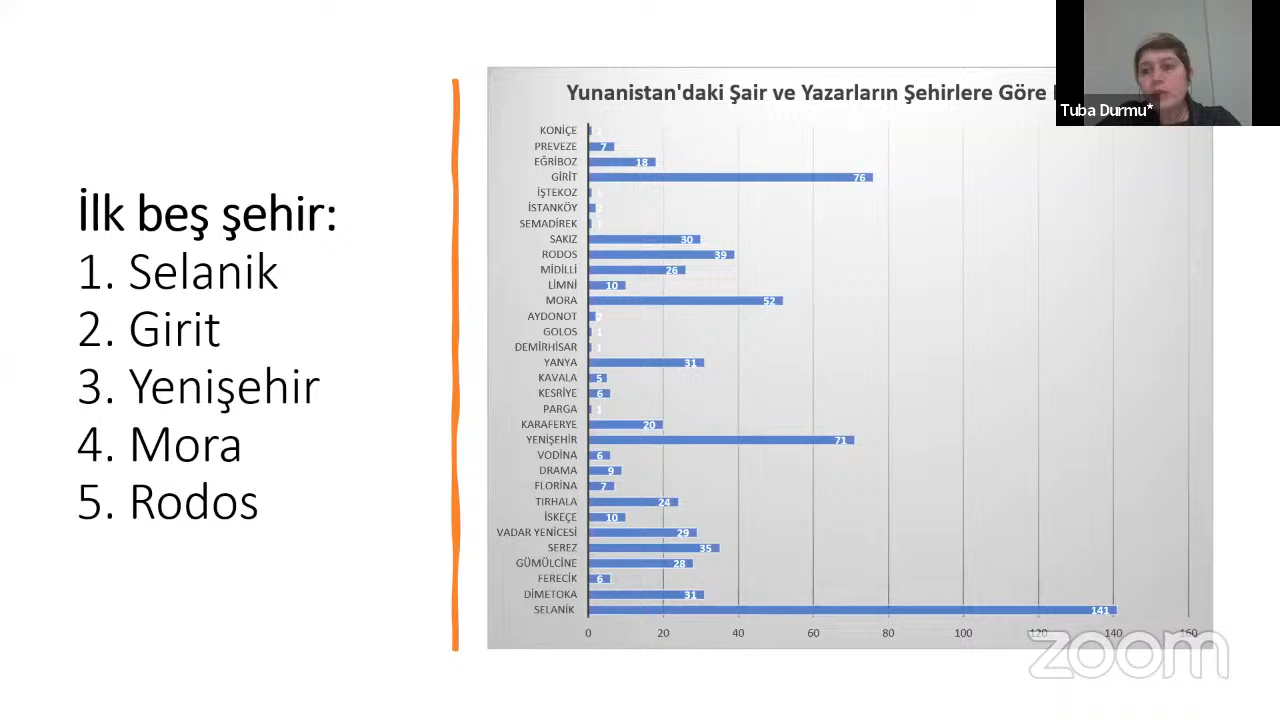 İlk beş şehir:
1. Selanik
2. Girit
3. Yenişehir
4. Mora
5. Rodos
Yunanistan'daki Şair ve Yazarların Şehirlere Göre
KONİÇE
PREVEZE 7
EĞRİBOZ 18
GİRİT 76
İŞTEKOZ
İSTANKÖY
SEMADİREK
SAKIZ 30
RODOS 39
MİDİLLİ 26
LİMNİ 10
MORA 52
AYDONOT 2
GOLOS 1
DEMİRHİSAR 1
YANYA 31
KAVALA 5
KESRİYE 6
PARGA 1
KARAFERYE 20
YENİŞEHİR 71
VODİNA 6
DRAMA 9
FLORİNA 7
TIRHALA 24
İSKEÇE 10
VADAR YENİCESİ 29
SEREZ 35
GÜMÜLCİNE 28
FERECİK 6
DİMETOKA 31
SELANİK 141
0 20 40 60 80 100 120 140 160
Tuba Durmu*
zoom